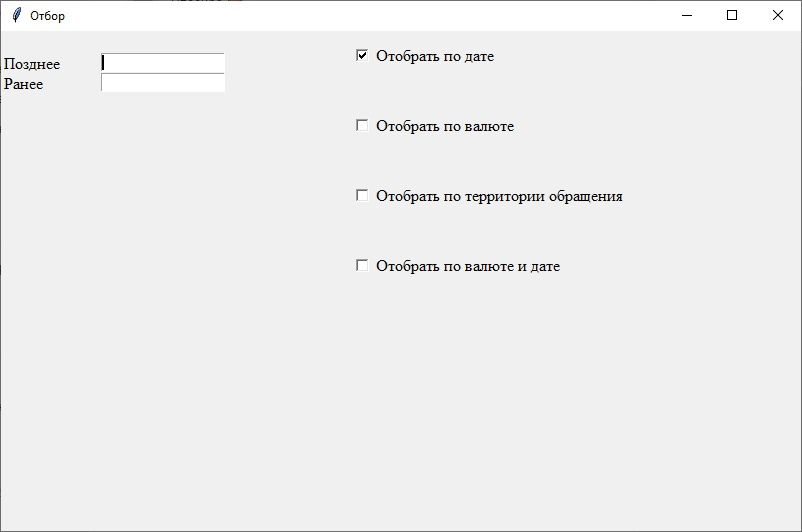 Отбор
Позднее
Ранее
Отобрать по дате
Отобрать по валюте
Отобрать по территории обращения
Отобрать по валюте и дате